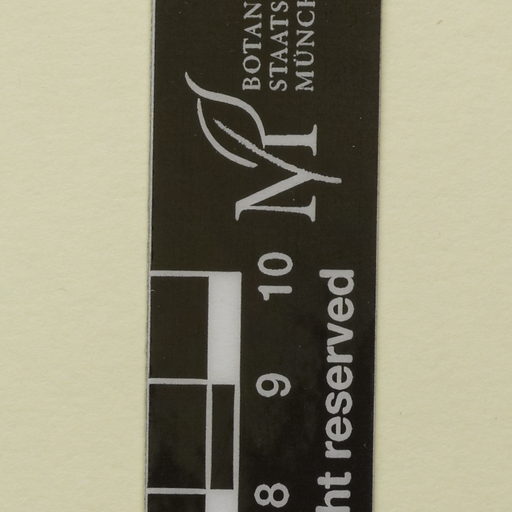 BOTAN
STAATS
MÜNCH
8 9 10
ht reserved